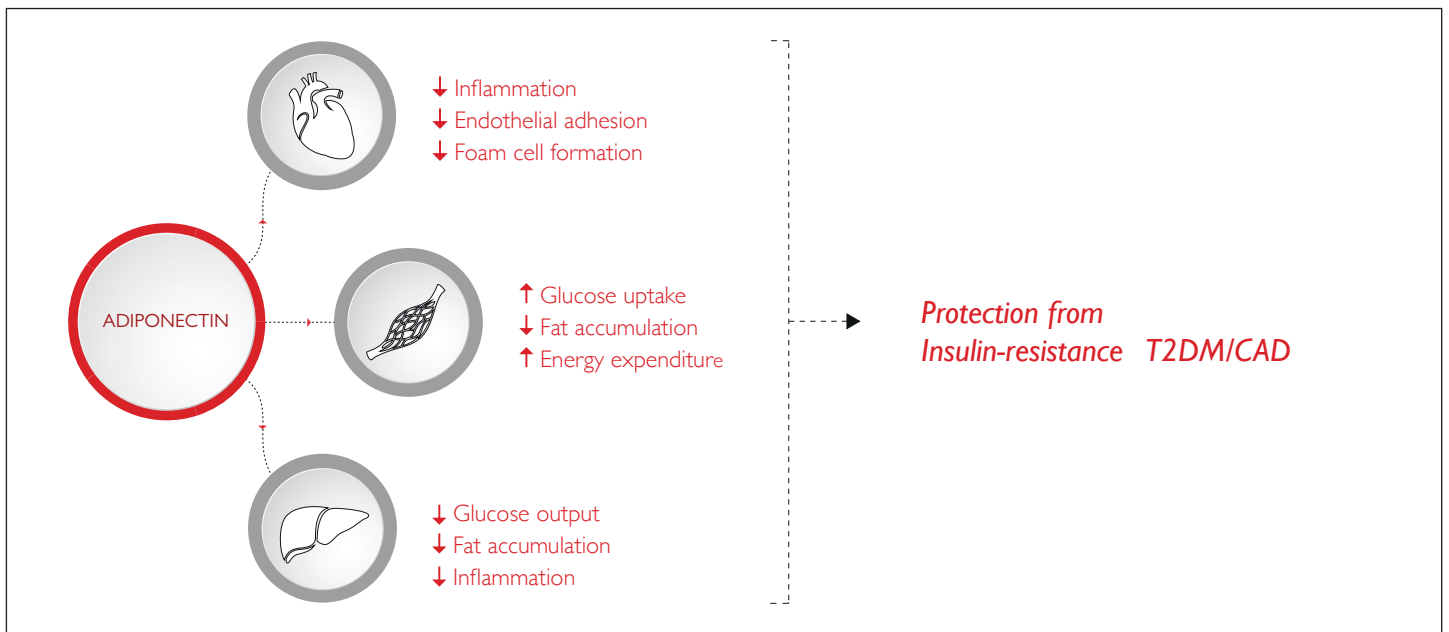 ↓ Inflammation
↓ Endothelial adhesion
↓ Foam cell formation
ADIPONECTIN
↑ Glucose uptake
↓ Fat accumulation
↑ Energy expenditure
Protection from
Insulin-resistance T2DM/CAD
↓ Glucose output
↓ Fat accumulation
↓ Inflammation